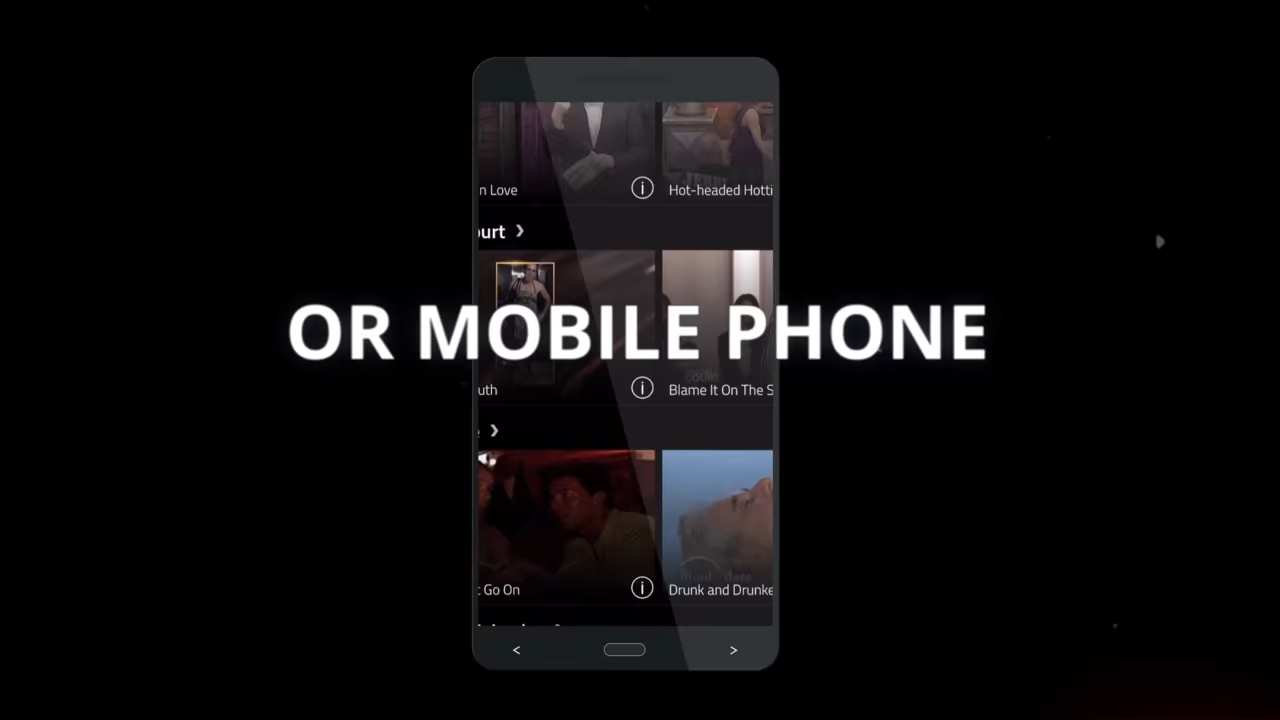 n Love
Hot-headed Hotti
ourt
OR MOBILE PHONE
uth
Blame It On The S
Go On
Drunk and Drunke